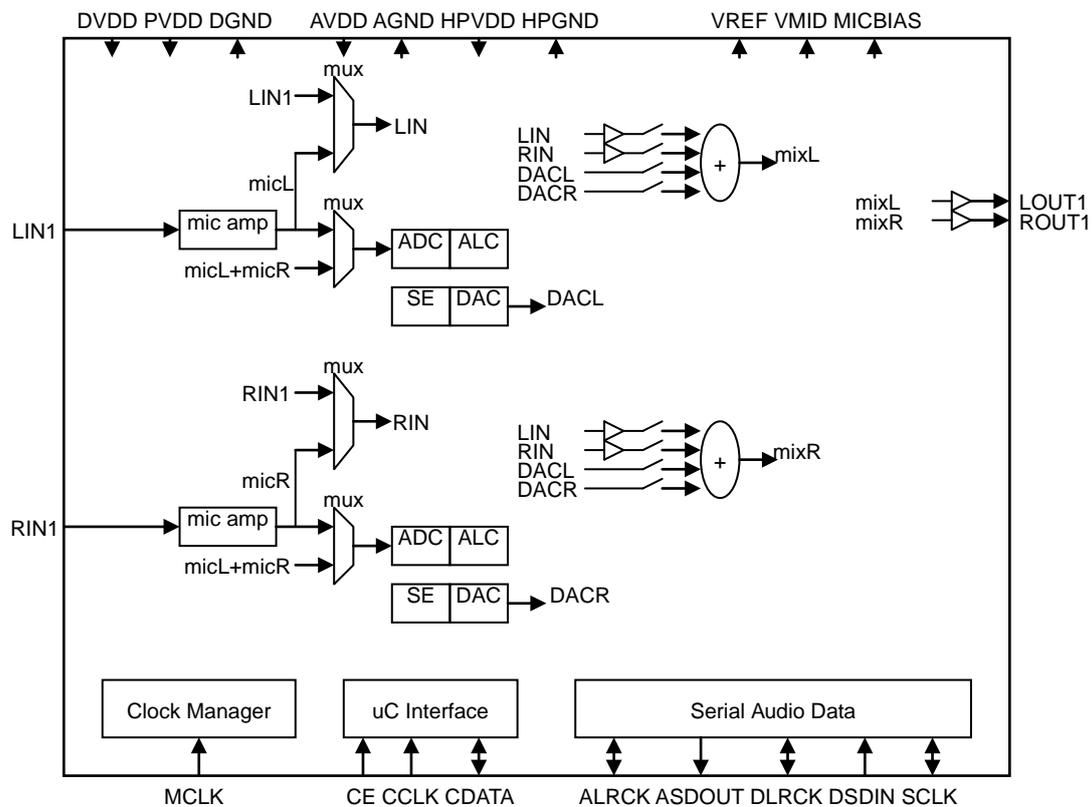 DVDD PVDD DGND AVDD AGND HPVDD HPGND VREF VMID MICBIAS
mux
LIN1
LIN
micL
mux
LIN1
mic amp
micL+micR
ADC ALC
SE DAC
DACL
LIN
RIN
DACL
DACR
+
mixL
mixL
mixR
LOUT1
ROUT1
mux
RIN1
RIN
micR
mux
RIN1
mic amp
micL+micR
ADC ALC
SE DAC
DACR
LIN
RIN
DACL
DACR
+
mixR
Clock Manager
uC Interface
Serial Audio Data
MCLK
CE CCLK CDATA
ALRCK ASDOUT DLRCK DSDIN SCLK